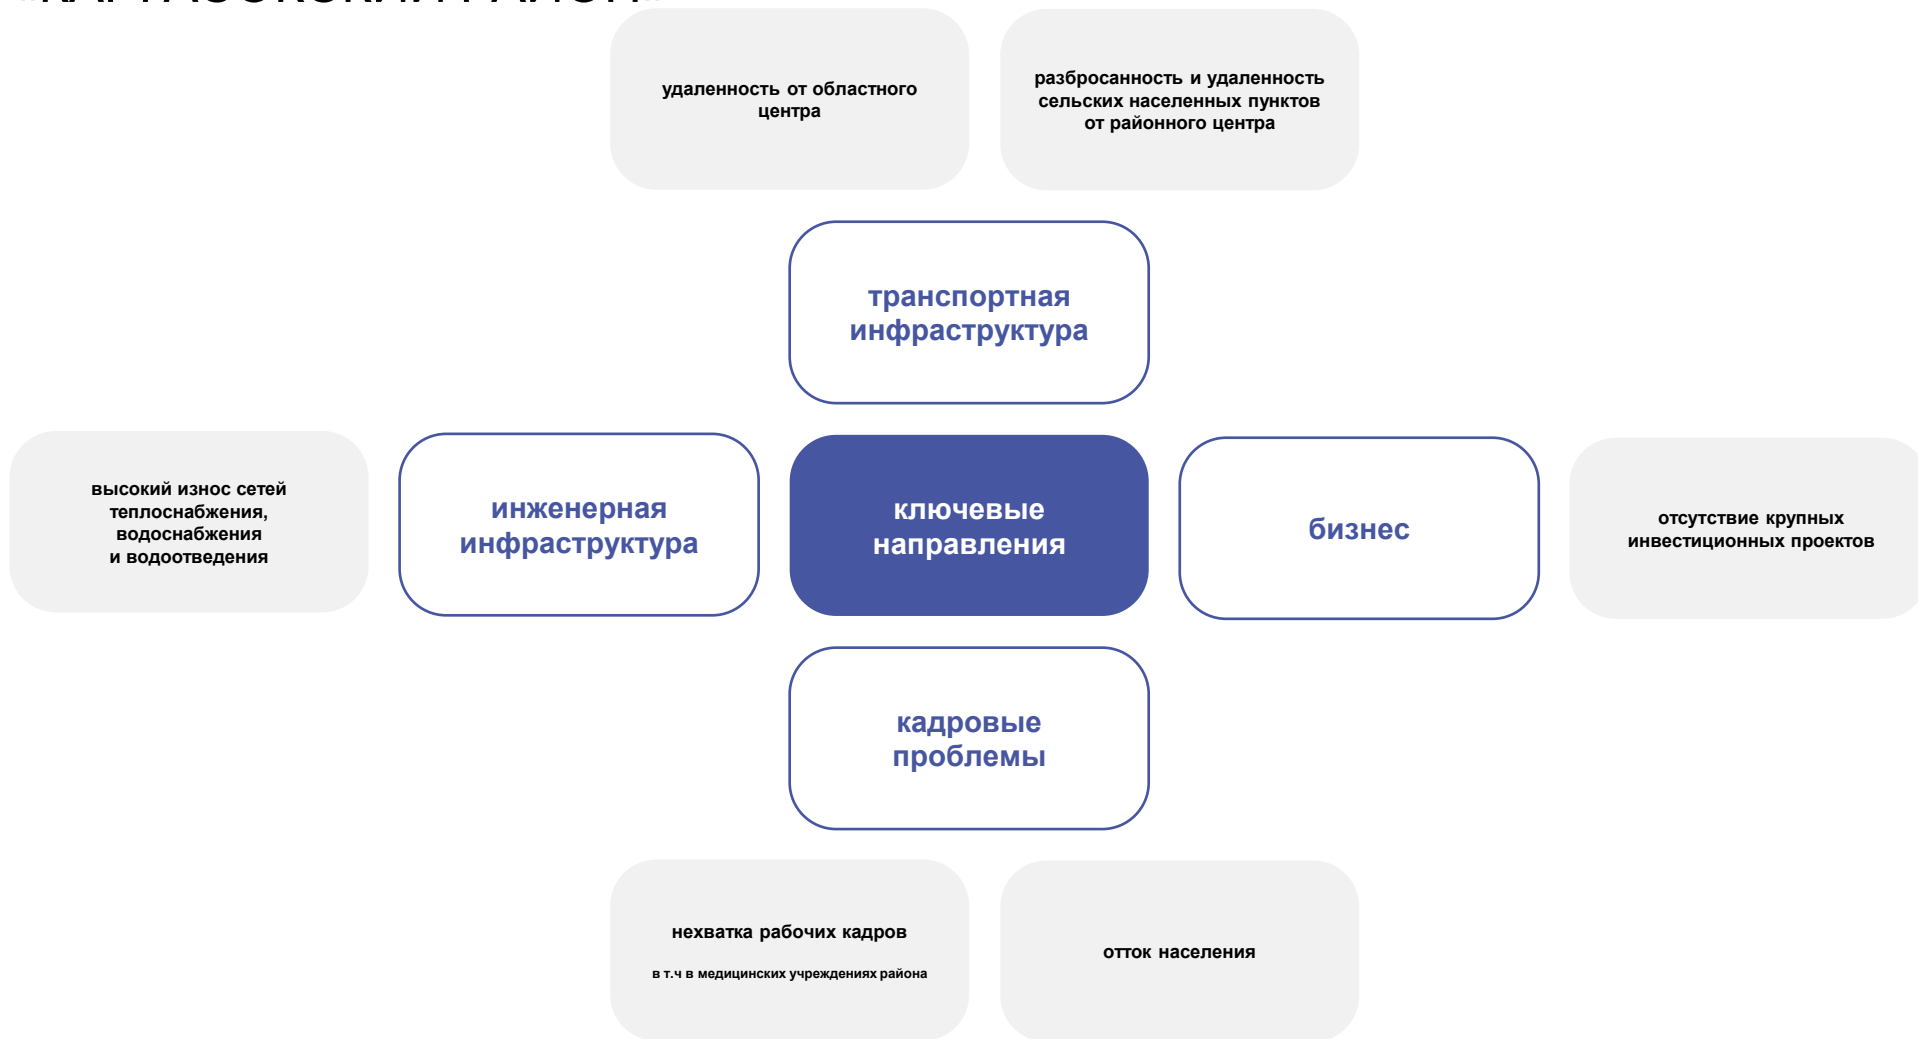 «КАРГАСОКСКИЙ РАЙОН»
удаленность от областного
центра
разбросанность и удаленность
сельских населенных пунктов
от районного центра
транспортная
инфраструктура
высокий износ сетей
теплоснабжения,
водоснабжения
и водоотведения
инженерная
инфраструктура
ключевые
направления
бизнес
отсутствие крупных
инвестиционных проектов
кадровые
проблемы
нехватка рабочих кадров
в т.ч в медицинских учреждениях района
отток населения